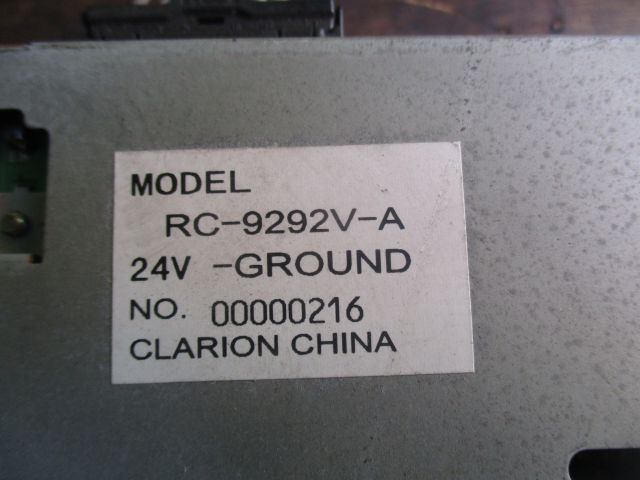 MODEL
RC-9292V-A
24V -GROUND
NO. 00000216
CLARION CHINA